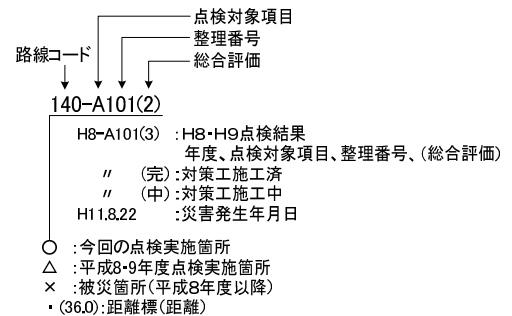 点検対象項目
整理番号
路線コード
総合評価
140-A101(2)
H8-A101(3) :H8・H9点検結果
年度、点検対象項目、整理番号、(総合評価)
〃 (完):対策工施工済
〃 (中):対策工施工中
H11.8.22 :災害発生年月日
○ :今回の点検実施箇所
△ :平成8・9年度点検実施箇所
× :被災箇所(平成8年度以降)
・(36.0):距離標(距離)